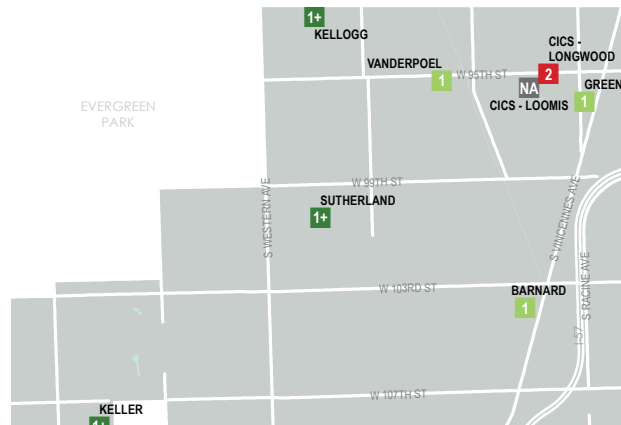 1+
KELLOGG
CICS -
LONGWOOD
VANDERPOEL
W 95TH ST
2
1
NA
GREEN
1
CICS - LOOMIS
EVERGREEN
PARK
W 99TH ST
S WESTERN AVE
SUTHERLAND
1+
S VINCENNES AVE
S RACINE AVE
W 103RD ST
BARNARD
1
I-57
W 107TH ST
KELLER
1+